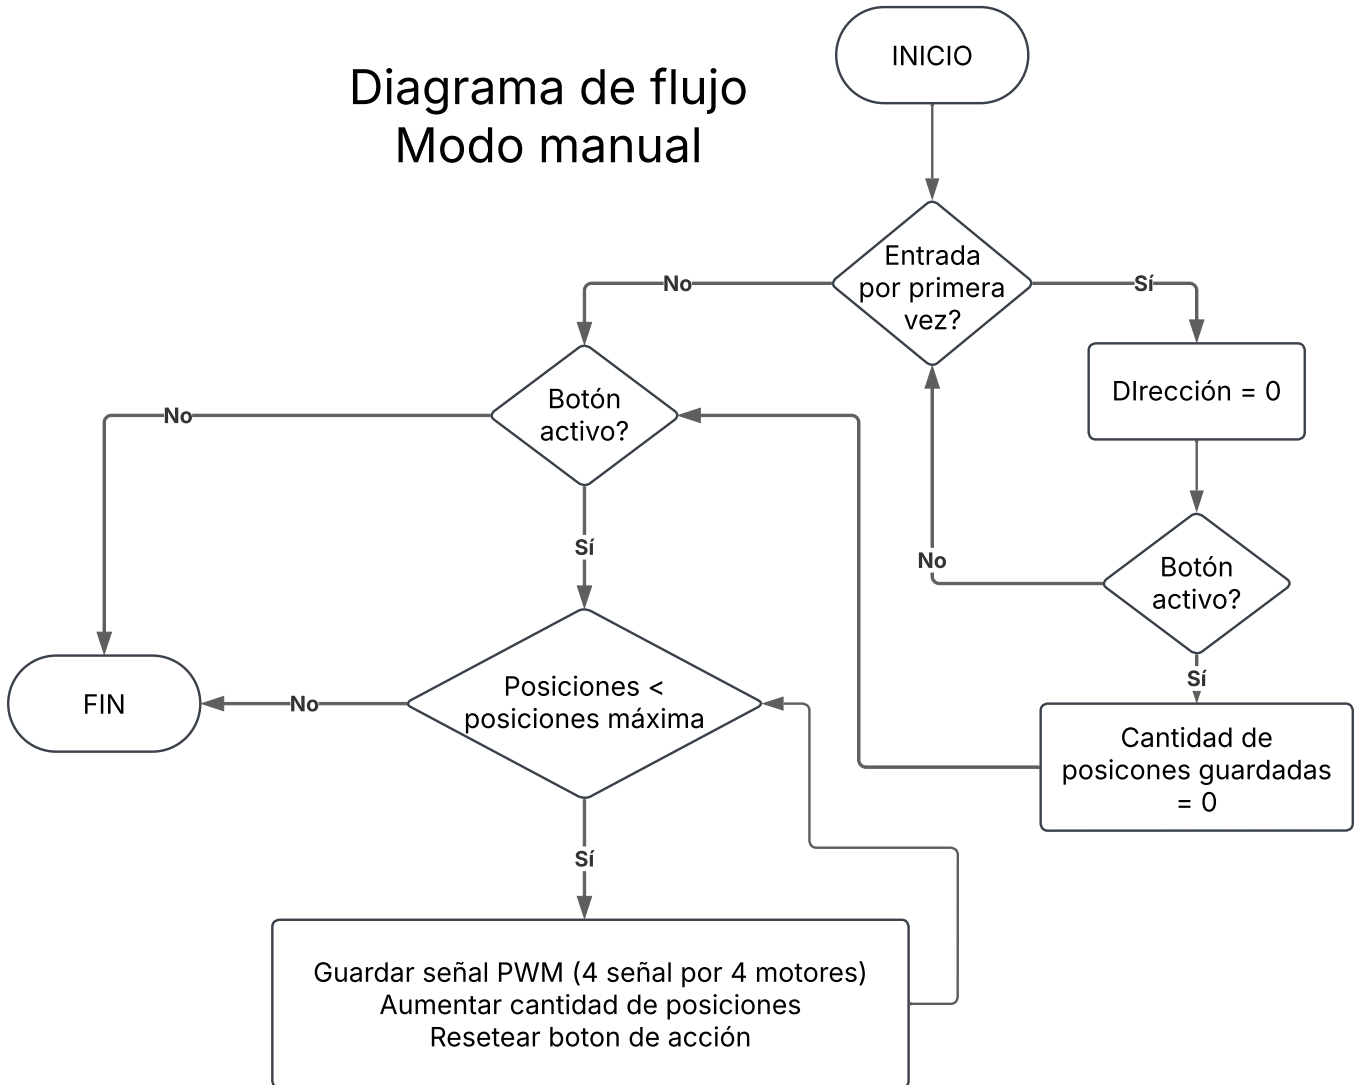 Diagrama de flujo
Modo manual
INICIO
Entrada
por primera
vez?
No
Sí
DIrección = 0
Botón
activo?
No
Sí
Botón
activo?
No
Sí
Cantidad de
posicones guardadas
= 0
Posiciones <
posiciones máxima
No
FIN
Sí
Guardar señal PWM (4 señal por 4 motores)
Aumentar cantidad de posiciones
Resetear boton de acción